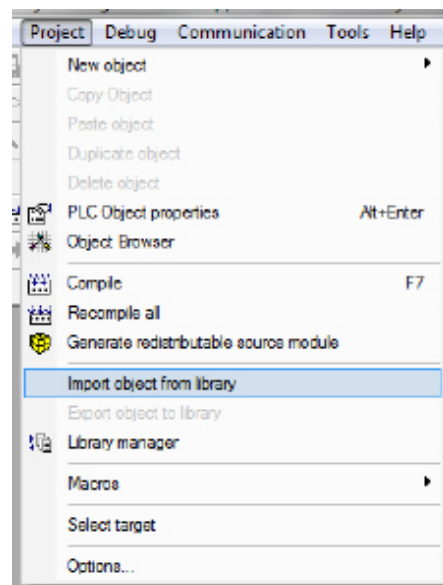 Project Debug Communication Tools Help
New object
Copy Object
Paste object
Duplicate object
Delete object
PLC Object properties Alt+Enter
Object Browser
Compile F7
Recompile all
Generate redistributable source module
Import object from library
Export object to library
Library manager
Macros
Select target
Options...